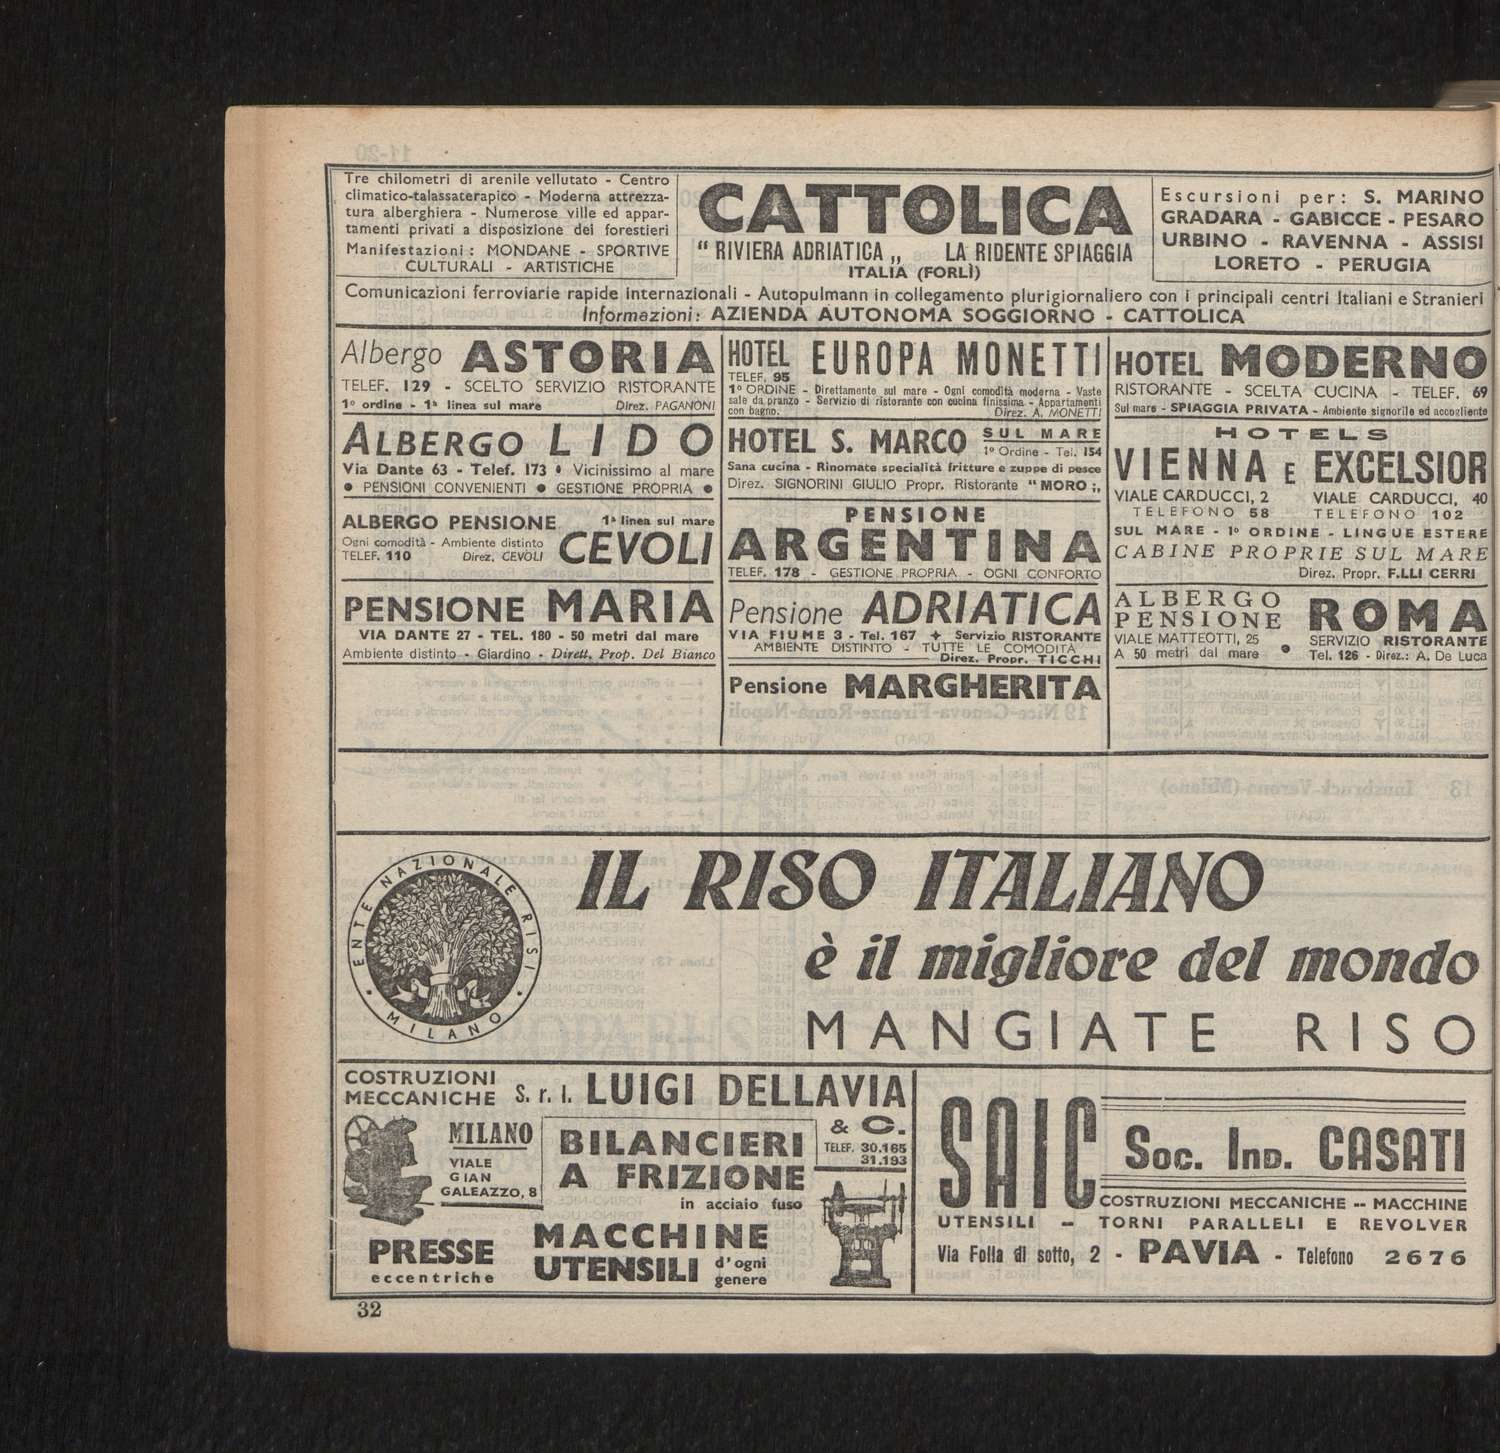 Tre chilometri di arenile vellutato - Centro
climatico-talassaterapico - Moderna attrezza-
tura alberghiera - Numerose ville ed appar-
tamenti privati a disposizione dei forestieri
Manifestazioni: MONDANE - SPORTIVE
CULTURALI - ARTISTICHE
CATTOLICA
" RIVIERA ADRIATICA „ LA RIDENTE SPIAGGIA
ITALIA (FORLÌ)
Escursioni per: S. MARINO
GRADARA - GABICCE - PESARO
URBINO - RAVENNA - ASSISI
LORETO - PERUGIA
Comunicazioni ferroviarie rapide internazionali - Autopulmann in collegamento plurigiornaliero con i principali centri Italiani e Stranieri
Informazioni: AZIENDA AUTONOMA SOGGIORNO - CATTOLICA
Albergo ASTORIA
TELEF. 129 - SCELTO SERVIZIO RISTORANTE
1º ordine - 1ª linea sul mare Direz. PAGANONI
ALBERGO LIDO
Via Dante 63 - Telef. 173 • Vicinissimo al mare
• PENSIONI CONVENIENTI • GESTIONE PROPRIA •
ALBERGO PENSIONE 1ª linea sul mare
Ogni comodità - Ambiente distinto
TELEF. 110 Direz. CEVOLI CEVOLI
PENSIONE MARIA
VIA DANTE 27 - TEL. 180 - 50 metri dal mare
Ambiente distinto - Giardino - Dirett. Prop. Del Bianco
HOTEL EUROPA MONETTI
TELEF. 95
1º ORDINE - Direttamente sul mare - Ogni comodità moderna - Vaste
sale da pranzo - Servizio di ristorante con cucina finissima - Appartamenti
con bagno. Direz. A. MONETTI
HOTEL S. MARCO SUL MARE
1º Ordine - Tel. 154
Sana cucina - Rinomate specialità fritture e zuppe di pesce
Direz. SIGNORINI GIULIO Propr. Ristorante "MORO ;,
PENSIONE
ARGENTINA
TELEF. 178 - GESTIONE PROPRIA - OGNI CONFORTO
Pensione ADRIATICA
VIA FIUME 3 - Tel. 167 ✦ Servizio RISTORANTE
AMBIENTE DISTINTO - TUTTE LE COMODITÀ
Direz. Propr. TICCHI
Pensione MARGHERITA
HOTEL MODERNO
RISTORANTE - SCELTA CUCINA - TELEF. 69
Sul mare - SPIAGGIA PRIVATA - Ambiente signorile ed accogliente
HOTELS
VIENNA E EXCELSIOR
VIALE CARDUCCI, 2 VIALE CARDUCCI, 40
TELEFONO 58 TELEFONO 102
SUL MARE - 1º ORDINE - LINGUE ESTERE
CABINE PROPRIE SUL MARE
Direz. Propr. F.LLI CERRI
ALBERGO
PENSIONE ROMA
VIALE MATTEOTTI, 25 SERVIZIO RISTORANTE
A 50 metri dal mare • Tel. 126 - Direz.: A. De Luca
ENTE NAZIONALE RISI • MILANO •
IL RISO ITALIANO
è il migliore del mondo
MANGIATE RISO
COSTRUZIONI
MECCANICHE S. r. l. LUIGI DELLAVIA
& C.
MILANO
VIALE
GIAN
GALEAZZO, 8
TELEF. 30.165
31.193
BILANCIERI
A FRIZIONE
in acciaio fuso
PRESSE
eccentriche
MACCHINE
UTENSILI d'ogni
genere
SAIC Soc. Ind. CASATI
COSTRUZIONI MECCANICHE -- MACCHINE
UTENSILI -- TORNI PARALLELI E REVOLVER
Via Folla di sotto, 2 - PAVIA - Telefono 2676
32